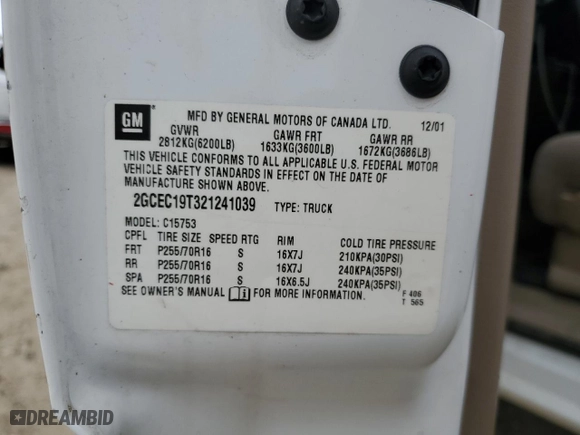 GM
MFD BY GENERAL MOTORS OF CANADA LTD. 12/01
GVWR GAWR FRT GAWR RR
2812KG(6200LB) 1633KG(3600LB) 1672KG(3686LB)
THIS VEHICLE CONFORMS TO ALL APPLICABLE U.S. FEDERAL MOTOR
VEHICLE SAFETY STANDARDS IN EFFECT ON THE DATE OF
MANUFACTURE SHOWN ABOVE.
2GCEC19T321241039 TYPE: TRUCK
MODEL: C15753
CPFL TIRE SIZE SPEED RTG RIM COLD TIRE PRESSURE
FRT P255/70R16 S 16X7J 210KPA(30PSI)
RR P255/70R16 S 16X7J 240KPA(35PSI)
SPA P255/70R16 S 16X6.5J 240KPA(35PSI)
SEE OWNER'S MANUAL FOR MORE INFORMATION.
F 406
T 565
DREAMBID